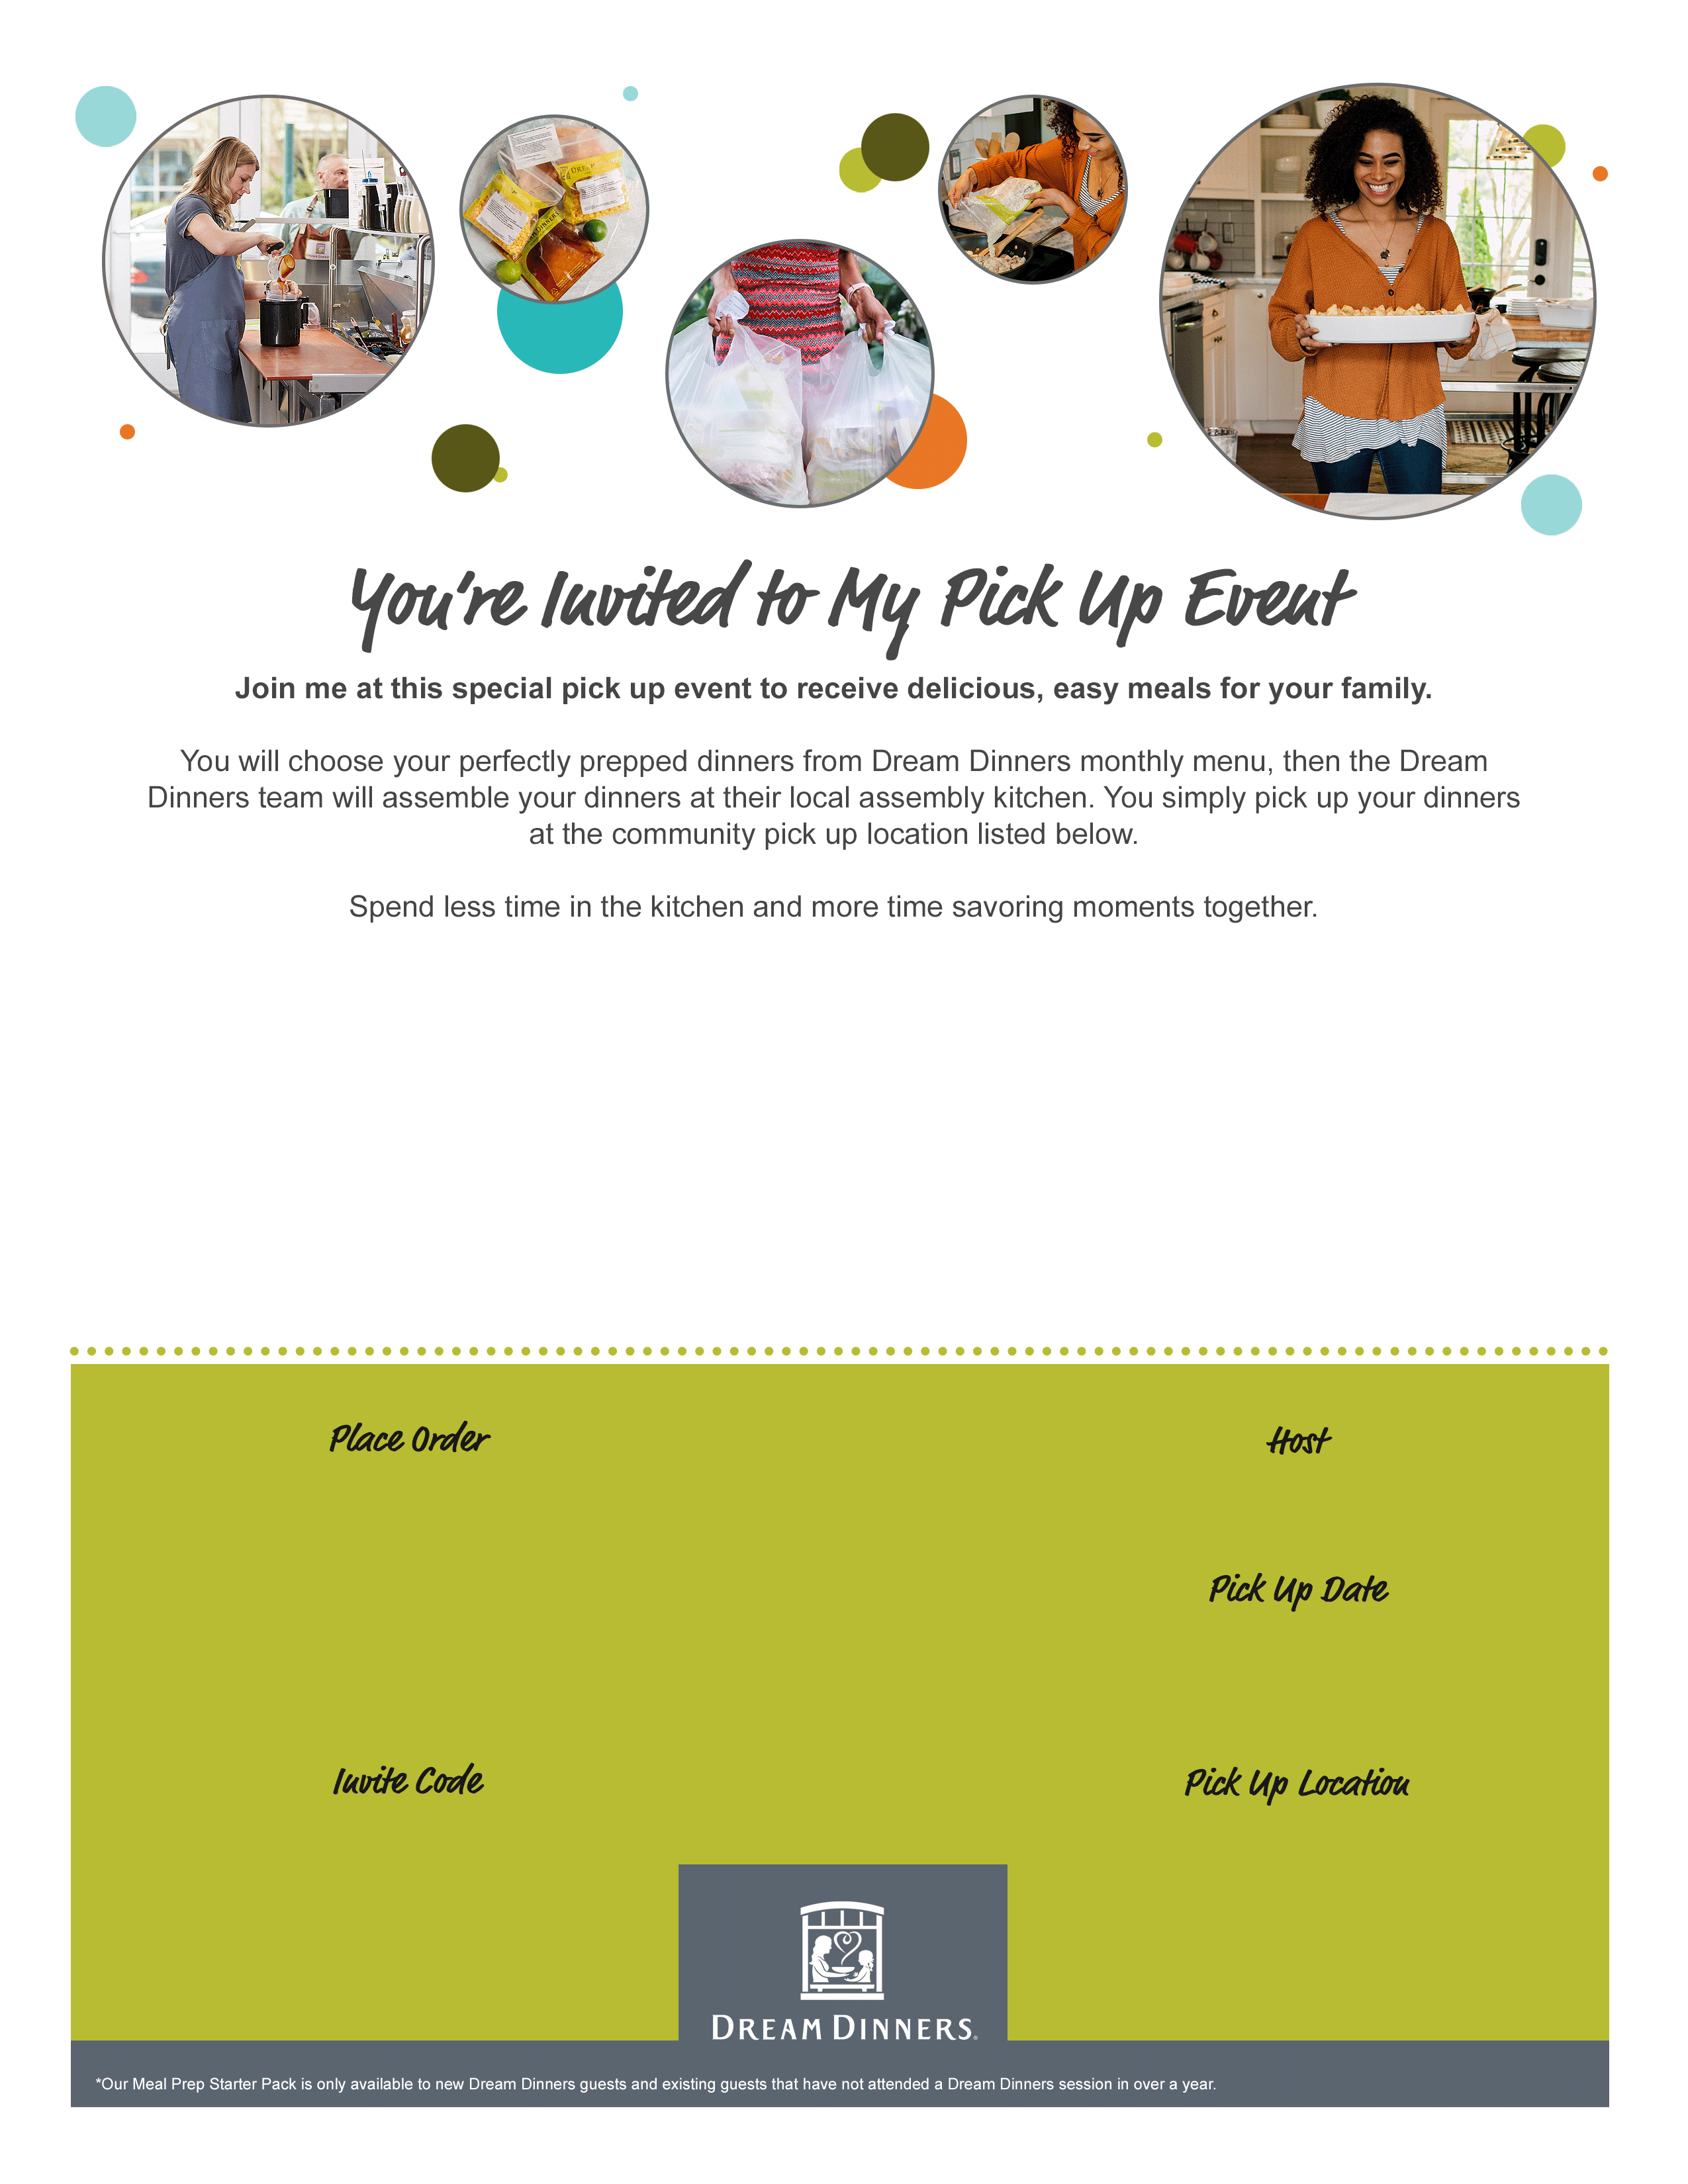 You're Invited to My Pick Up Event
Join me at this special pick up event to receive delicious, easy meals for your family.
You will choose your perfectly prepped dinners from Dream Dinners monthly menu, then the Dream
Dinners team will assemble your dinners at their local assembly kitchen. You simply pick up your dinners
at the community pick up location listed below.
Spend less time in the kitchen and more time savoring moments together.
Place Order
Host
Pick Up Date
Invite Code
Pick Up Location
DREAM DINNERS®
*Our Meal Prep Starter Pack is only available to new Dream Dinners guests and existing guests that have not attended a Dream Dinners session in over a year.